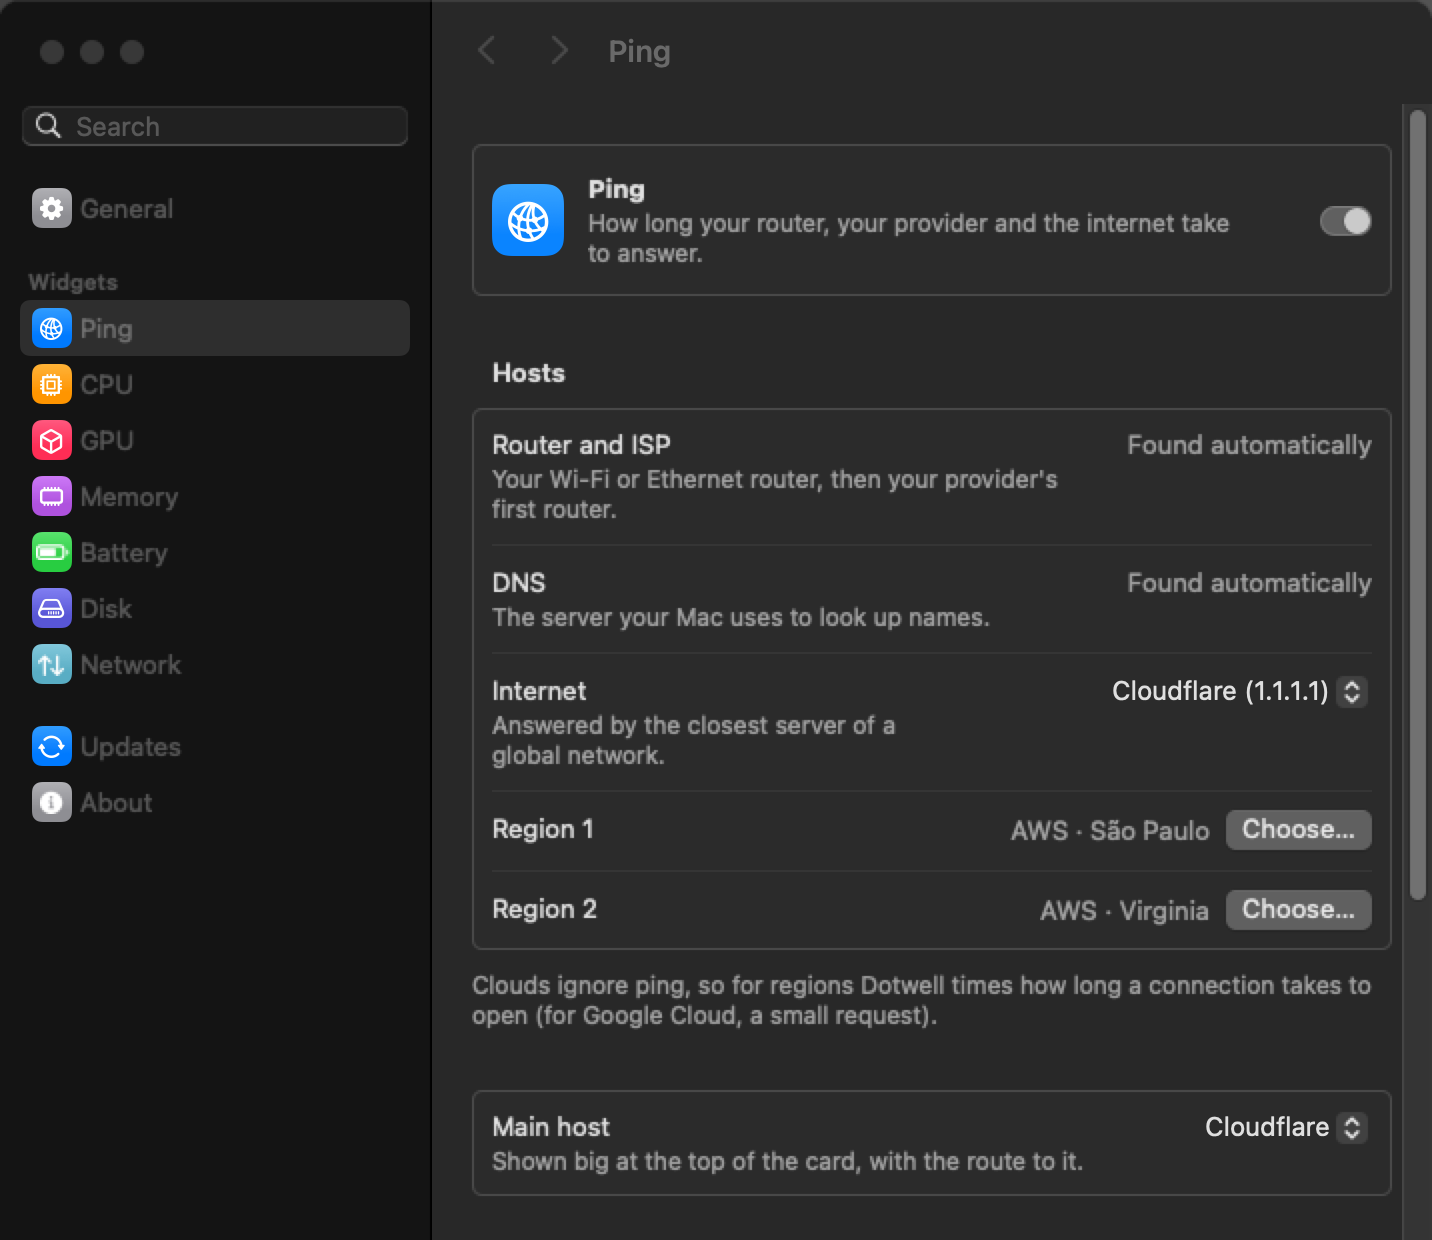 Ping
Search
General
Widgets
Ping
CPU
GPU
Memory
Battery
Disk
Network
Updates
About
Ping
How long your router, your provider and the internet take
to answer.
Hosts
Router and ISP
Found automatically
Your Wi-Fi or Ethernet router, then your provider's
first router.
DNS
Found automatically
The server your Mac uses to look up names.
Internet
Cloudflare (1.1.1.1)
Answered by the closest server of a
global network.
Region 1
AWS · São Paulo
Choose...
Region 2
AWS · Virginia
Choose...
Clouds ignore ping, so for regions Dotwell times how long a connection takes to
open (for Google Cloud, a small request).
Main host
Cloudflare
Shown big at the top of the card, with the route to it.